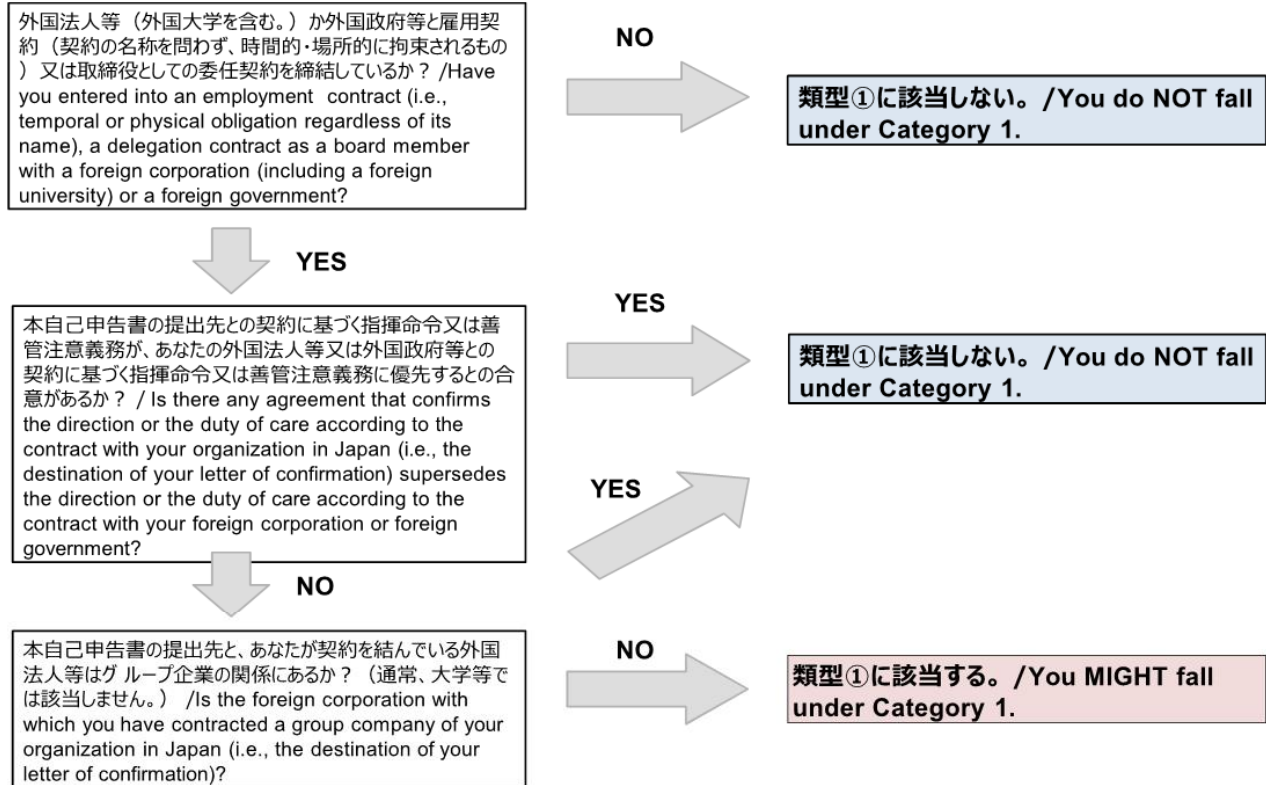 外国法人等（外国大学を含む。）か外国政府等と雇用契
約（契約の名称を問わず、時間的・場所的に拘束されるもの
）又は取締役としての委任契約を締結しているか？ /Have
you entered into an employment contract (i.e.,
temporal or physical obligation regardless of its
name), a delegation contract as a board member
with a foreign corporation (including a foreign
university) or a foreign government?
NO
類型①に該当しない。/You do NOT fall
under Category 1.
YES
本自己申告書の提出先との契約に基づく指揮命令又は善
管注意義務が、あなたの外国法人等又は外国政府等との
契約に基づく指揮命令又は善管注意義務に優先するとの合
意があるか？ / Is there any agreement that confirms
the direction or the duty of care according to the
contract with your organization in Japan (i.e., the
destination of your letter of confirmation) supersedes
the direction or the duty of care according to the
contract with your foreign corporation or foreign
government?
YES
類型①に該当しない。/You do NOT fall
under Category 1.
YES
NO
本自己申告書の提出先と、あなたが契約を結んでいる外国
法人等はグループ企業の関係にあるか？（通常、大学等で
は該当しません。） /Is the foreign corporation with
which you have contracted a group company of your
organization in Japan (i.e., the destination of your
letter of confirmation)?
NO
類型①に該当する。/You MIGHT fall
under Category 1.